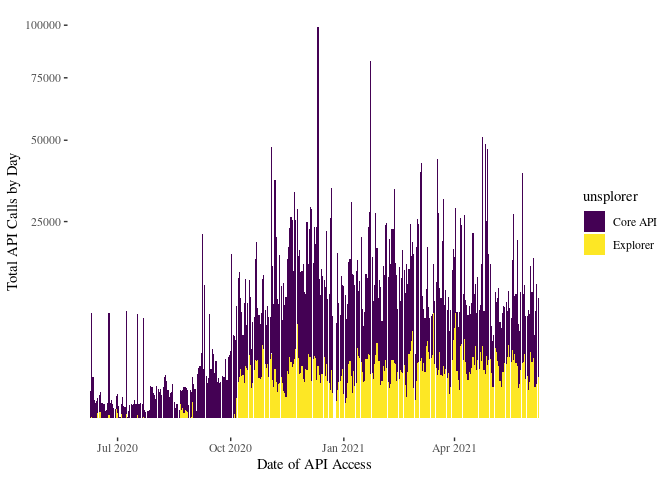 100000
75000
50000
25000
Total API Calls by Day
Jul 2020
Oct 2020
Jan 2021
Apr 2021
Date of API Access
unsplorer
Core API
Explorer